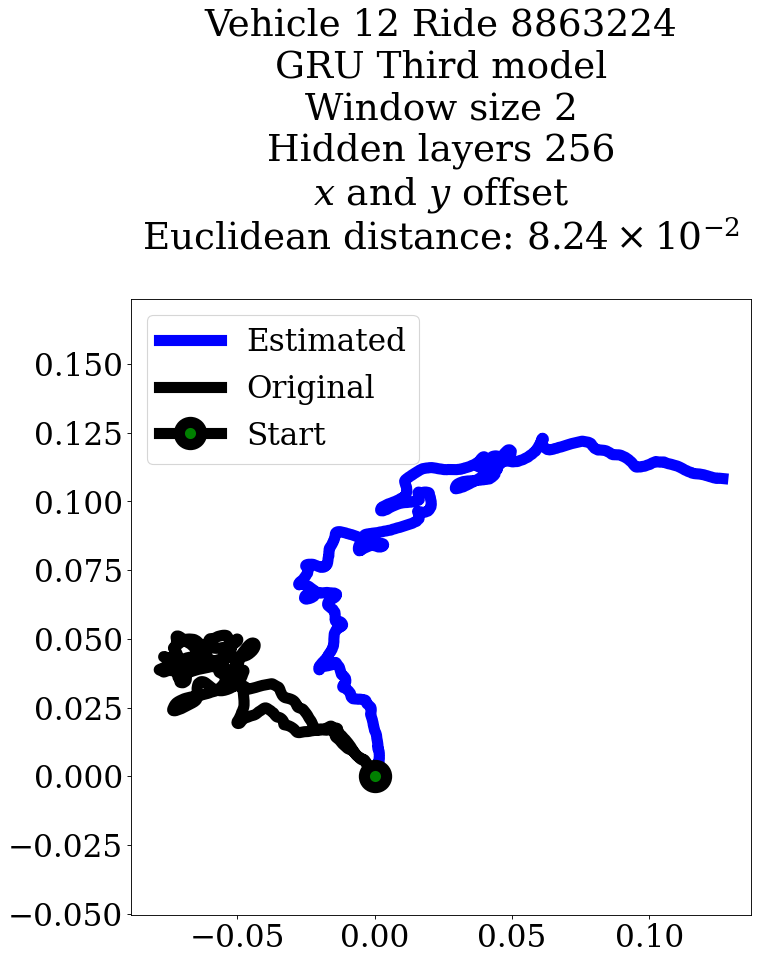 Vehicle 12 Ride 8863224
GRU Third model
Window size 2
Hidden layers 256
x and y offset
Euclidean distance: 8.24 × 10⁻²
Estimated
Original
Start
0.150
0.125
0.100
0.075
0.050
0.025
0.000
−0.025
−0.050
−0.05 0.00 0.05 0.10